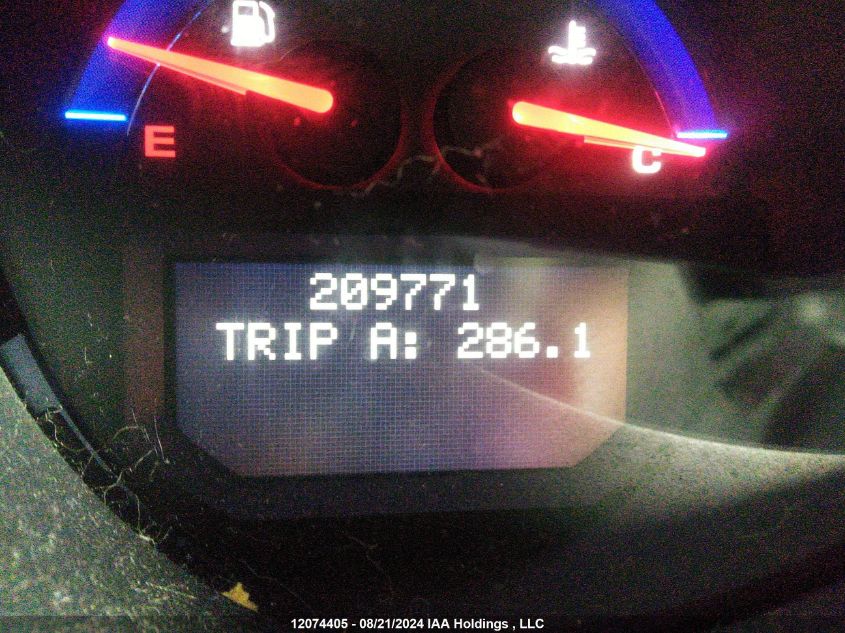 E
C
209771
TRIP A: 286.1
12074405 - 08/21/2024 IAA Holdings , LLC